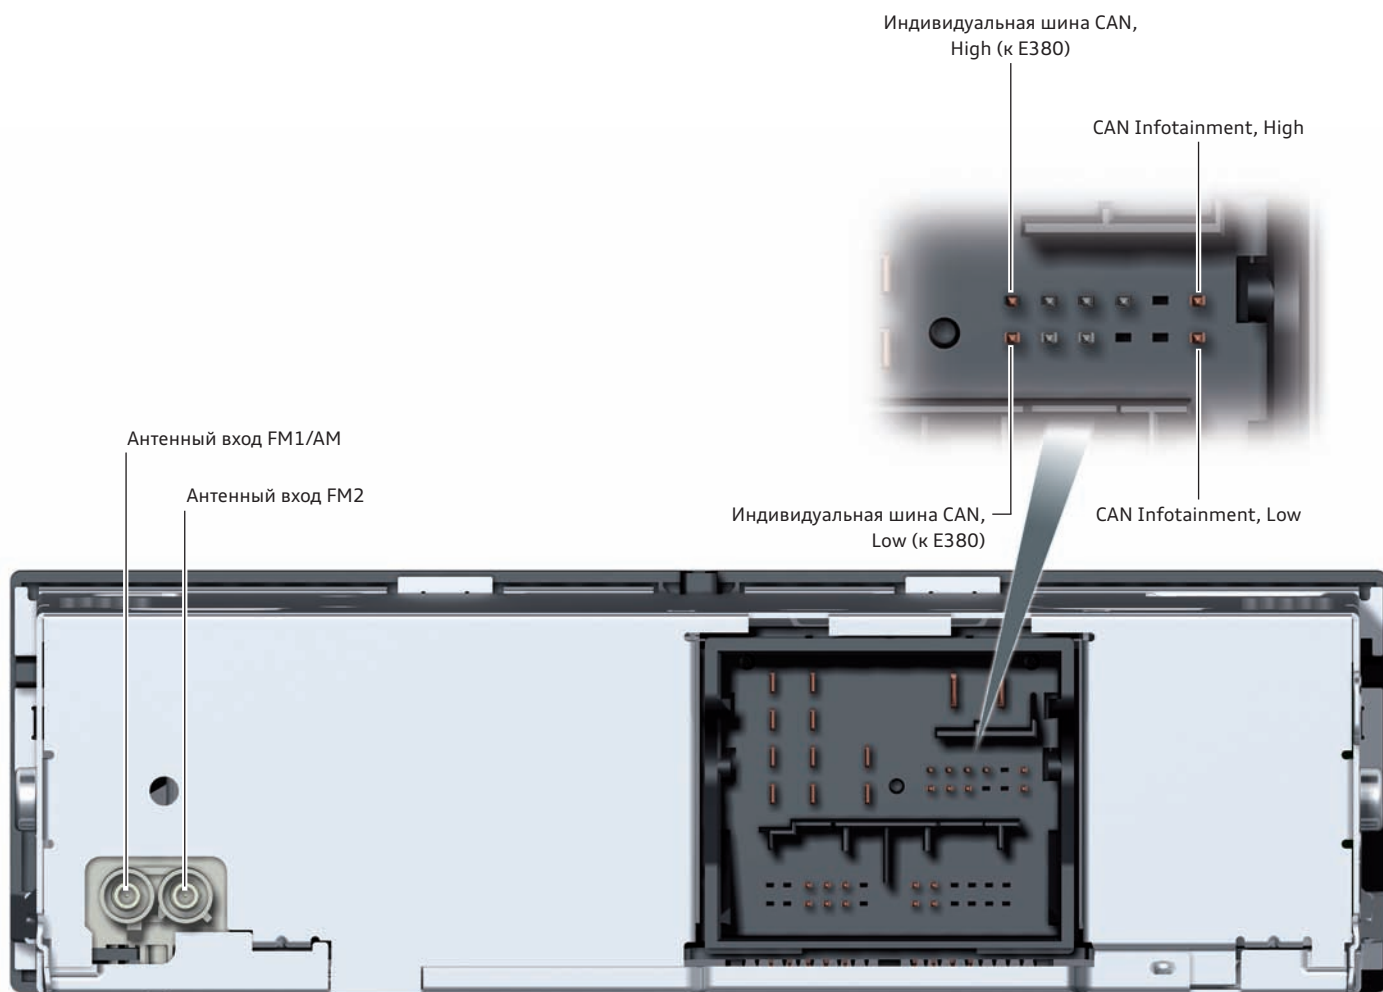 Индивидуальная шина CAN,
High (к E380)
CAN Infotainment, High
Антенный вход FM1/AM
Антенный вход FM2
Индивидуальная шина CAN,
Low (к E380)
CAN Infotainment, Low